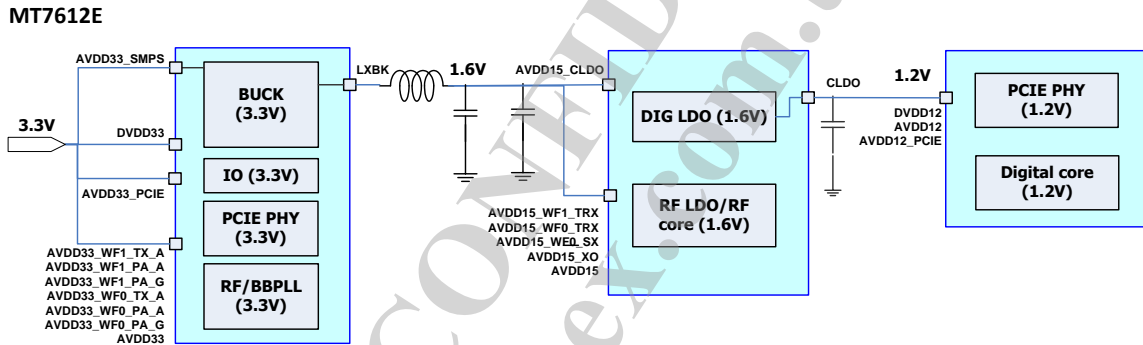 MT7612E
AVDD33_SMPS
3.3V
DVDD33
AVDD33_PCIE
AVDD33_WF1_TX_A
AVDD33_WF1_PA_A
AVDD33_WF1_PA_G
AVDD33_WF0_TX_A
AVDD33_WF0_PA_A
AVDD33_WF0_PA_G
AVDD33
BUCK
(3.3V)
IO (3.3V)
PCIE PHY
(3.3V)
RF/BBPLL
(3.3V)
LXBK
1.6V
AVDD15_CLDO
AVDD15_WF1_TRX
AVDD15_WF0_TRX
AVDD15_WF0_SX
AVDD15_XO
AVDD15
DIG LDO (1.6V)
RF LDO/RF
core (1.6V)
CLDO
1.2V
DVDD12
AVDD12
AVDD12_PCIE
PCIE PHY
(1.2V)
Digital core
(1.2V)